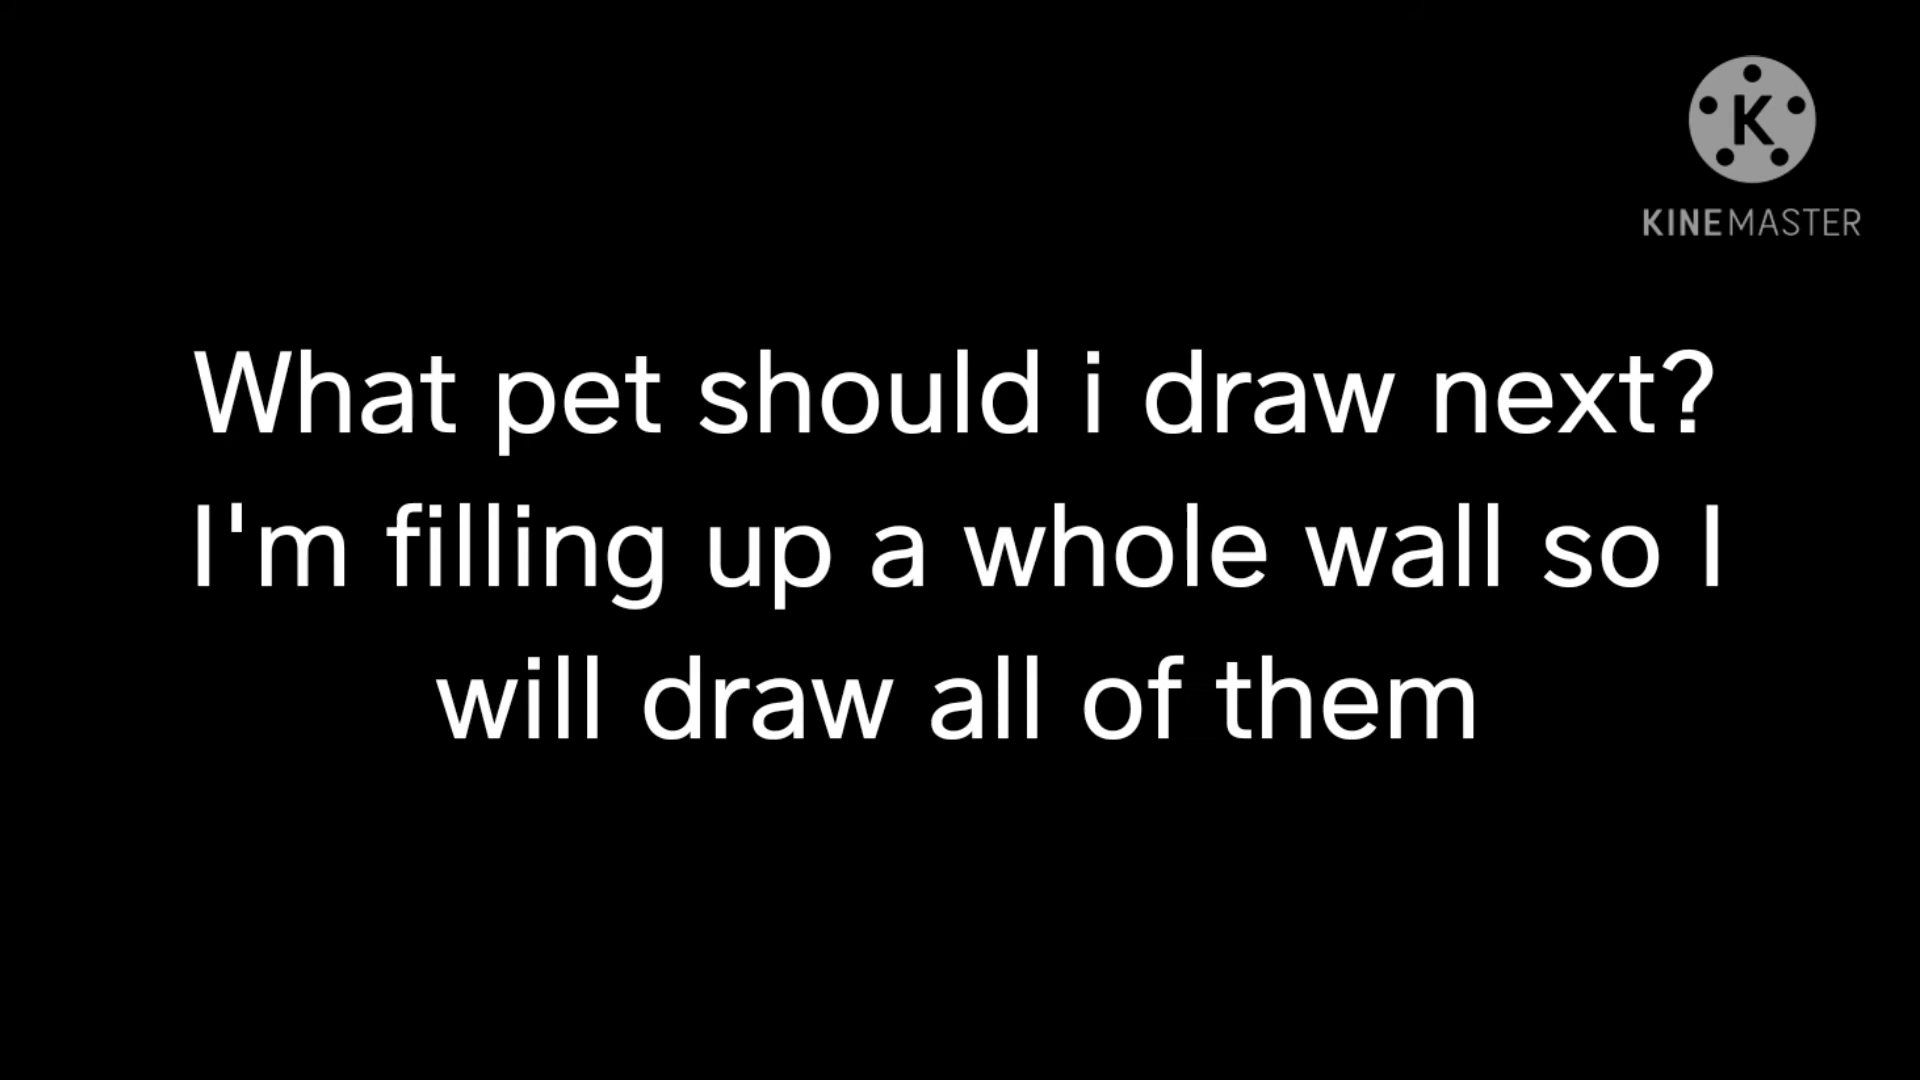 K
KINEMASTER
What pet should i draw next?
I'm filling up a whole wall so I
will draw all of them